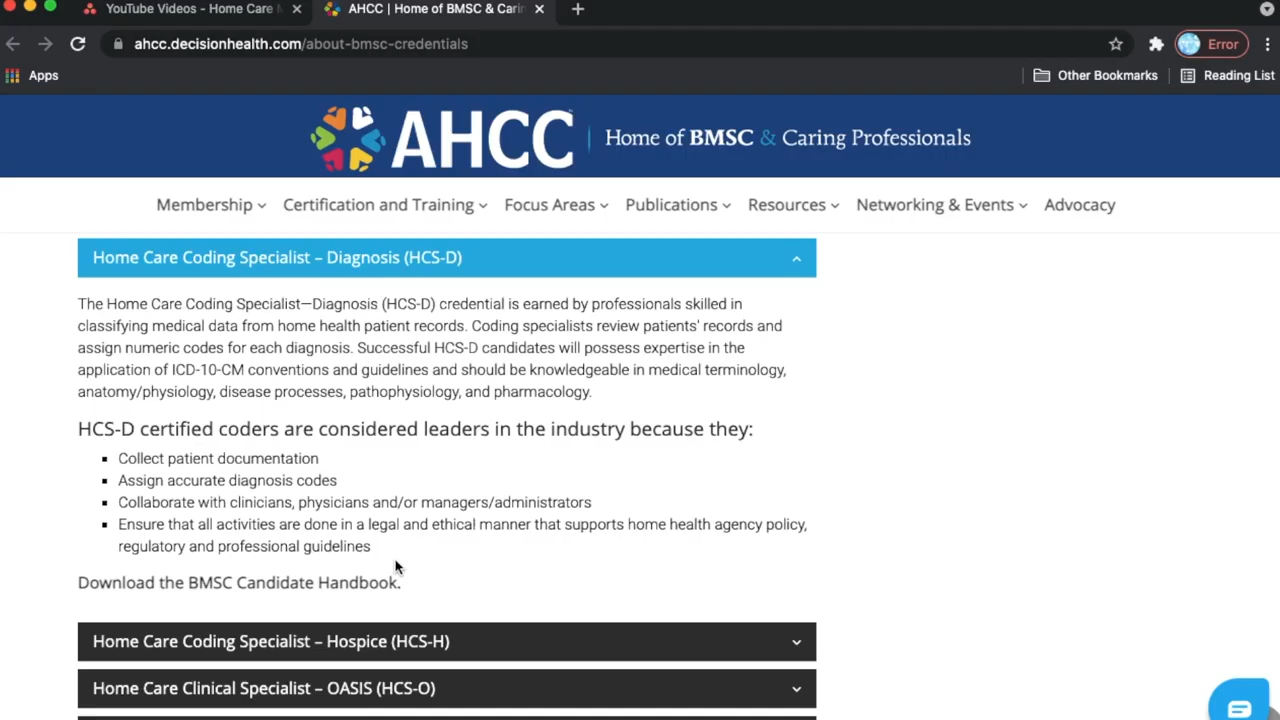 YouTube Videos - Home Care
AHCC | Home of BMSC & Carin
ahcc.decisionhealth.com/about-bmsc-credentials
Error
Apps
Other Bookmarks
Reading List
AHCC
Home of BMSC & Caring Professionals
Membership
Certification and Training
Focus Areas
Publications
Resources
Networking & Events
Advocacy
Home Care Coding Specialist – Diagnosis (HCS-D)
The Home Care Coding Specialist—Diagnosis (HCS-D) credential is earned by professionals skilled in
classifying medical data from home health patient records. Coding specialists review patients' records and
assign numeric codes for each diagnosis. Successful HCS-D candidates will possess expertise in the
application of ICD-10-CM conventions and guidelines and should be knowledgeable in medical terminology,
anatomy/physiology, disease processes, pathophysiology, and pharmacology.
HCS-D certified coders are considered leaders in the industry because they:
Collect patient documentation
Assign accurate diagnosis codes
Collaborate with clinicians, physicians and/or managers/administrators
Ensure that all activities are done in a legal and ethical manner that supports home health agency policy,
regulatory and professional guidelines
Download the BMSC Candidate Handbook.
Home Care Coding Specialist – Hospice (HCS-H)
Home Care Clinical Specialist – OASIS (HCS-O)